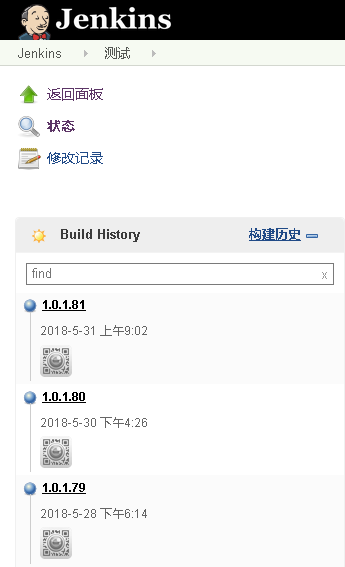 Jenkins
Jenkins 测试
返回面板
状态
修改记录
Build History 构建历史
find x
1.0.1.81
2018-5-31 上午9:02
1.0.1.80
2018-5-30 下午4:26
1.0.1.79
2018-5-28 下午6:14